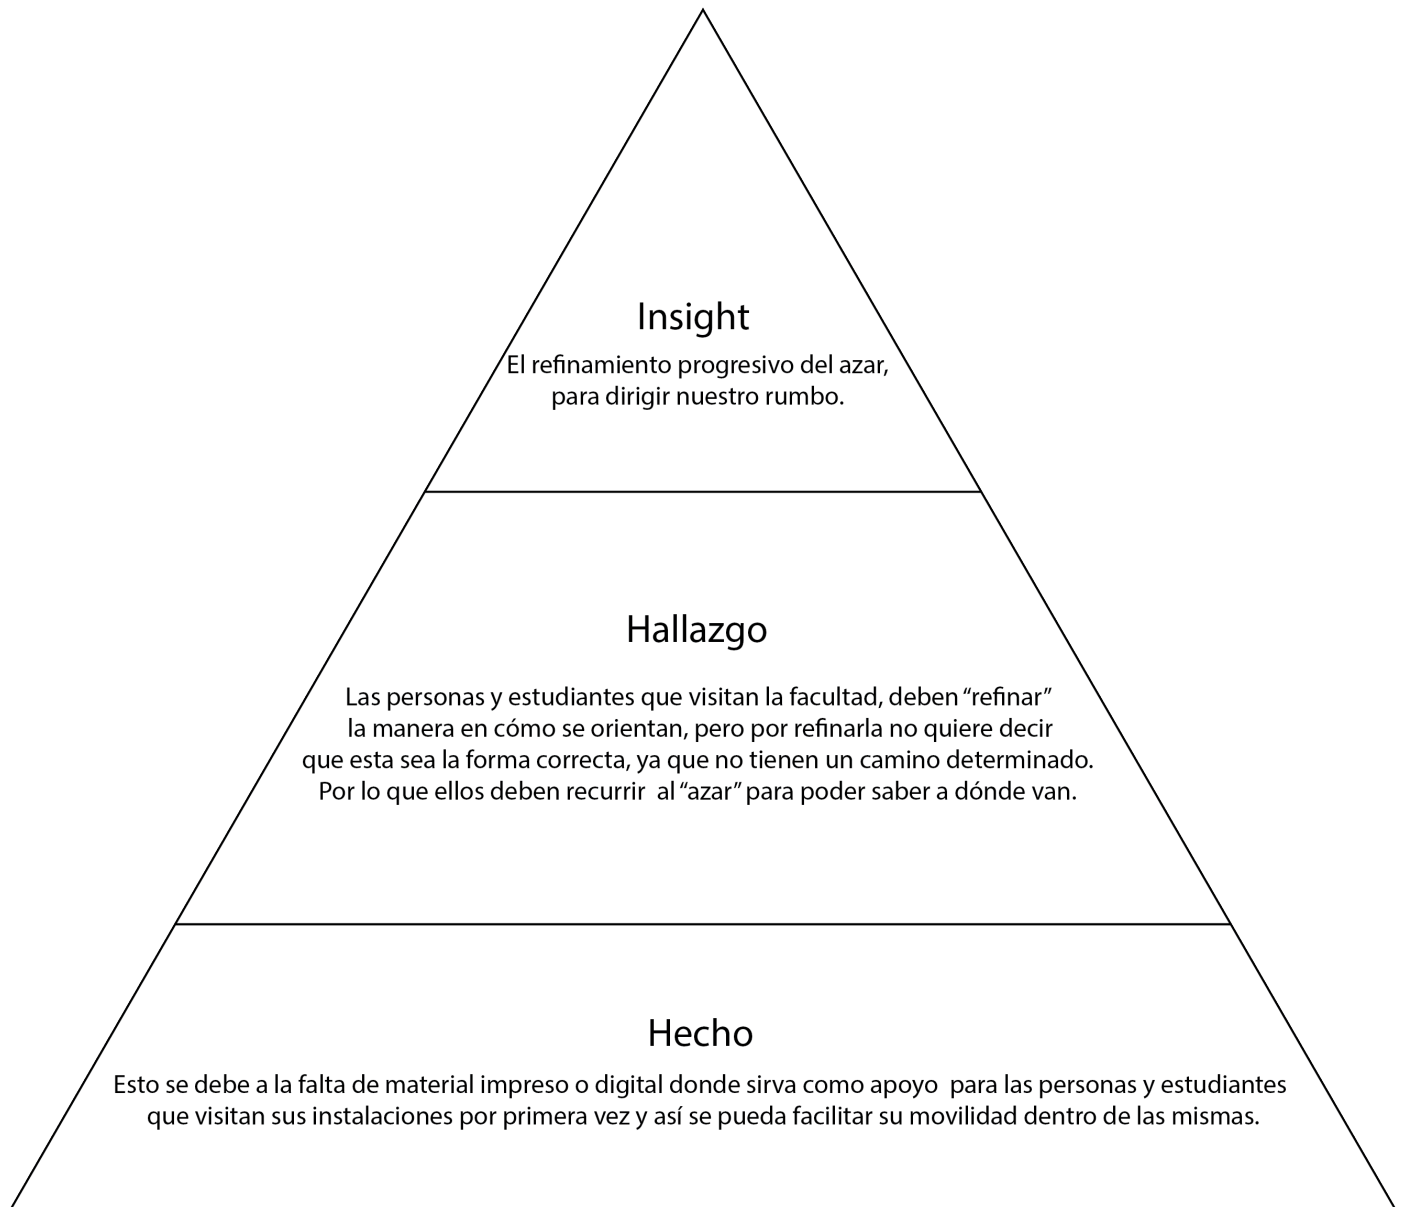 Insight
El refinamiento progresivo del azar,
para dirigir nuestro rumbo.
Hallazgo
Las personas y estudiantes que visitan la facultad, deben “refinar”
la manera en cómo se orientan, pero por refinarla no quiere decir
que esta sea la forma correcta, ya que no tienen un camino determinado.
Por lo que ellos deben recurrir  al “azar” para poder saber a dónde van.
Hecho
Esto se debe a la falta de material impreso o digital donde sirva como apoyo  para las personas y estudiantes
que visitan sus instalaciones por primera vez y así se pueda facilitar su movilidad dentro de las mismas.